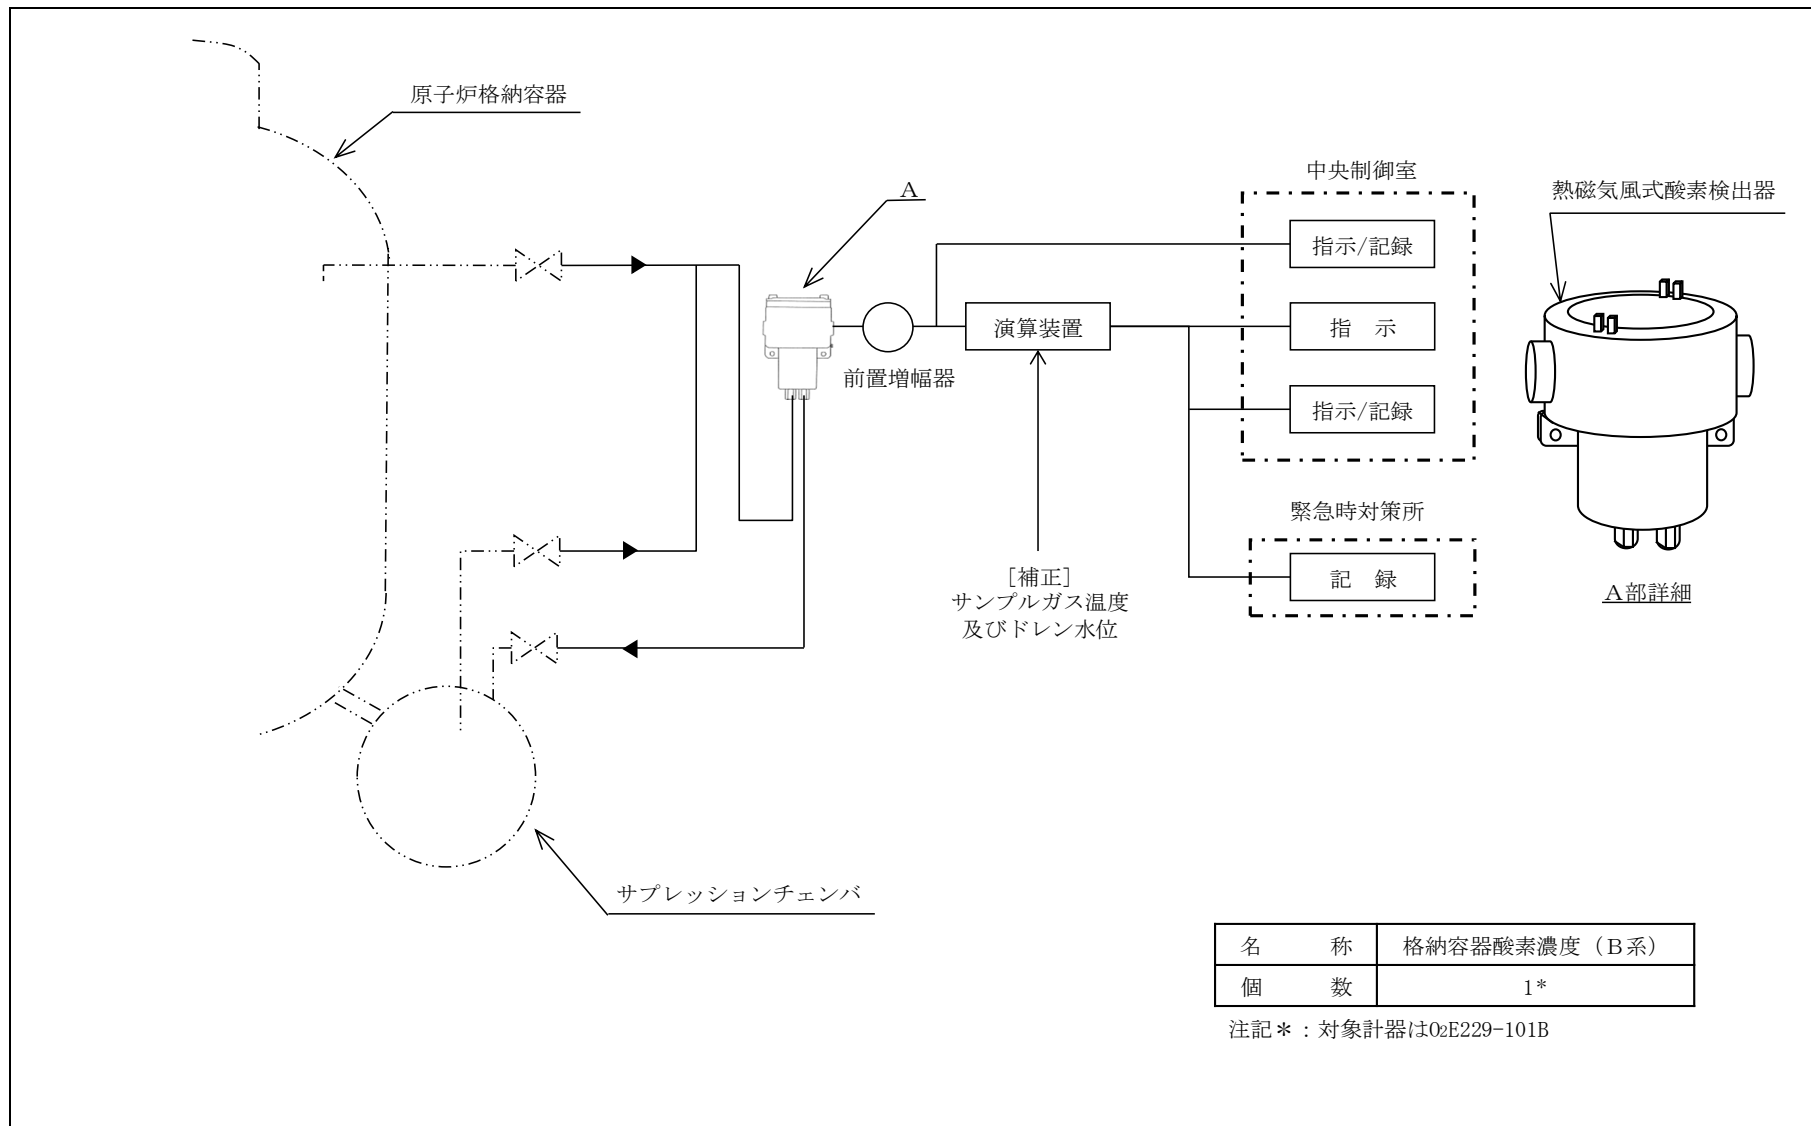 原子炉格納容器
A
中央制御室
熱磁気風式酸素検出器
指示/記録
演算装置
指　示
前置増幅器
指示/記録
緊急時対策所
[補正]
サンプルガス温度
及びドレン水位
記　録
A部詳細
サプレッションチェンバ
名　称　格納容器酸素濃度（B系）
個　数　1*
注記＊：対象計器はO2E229-101B